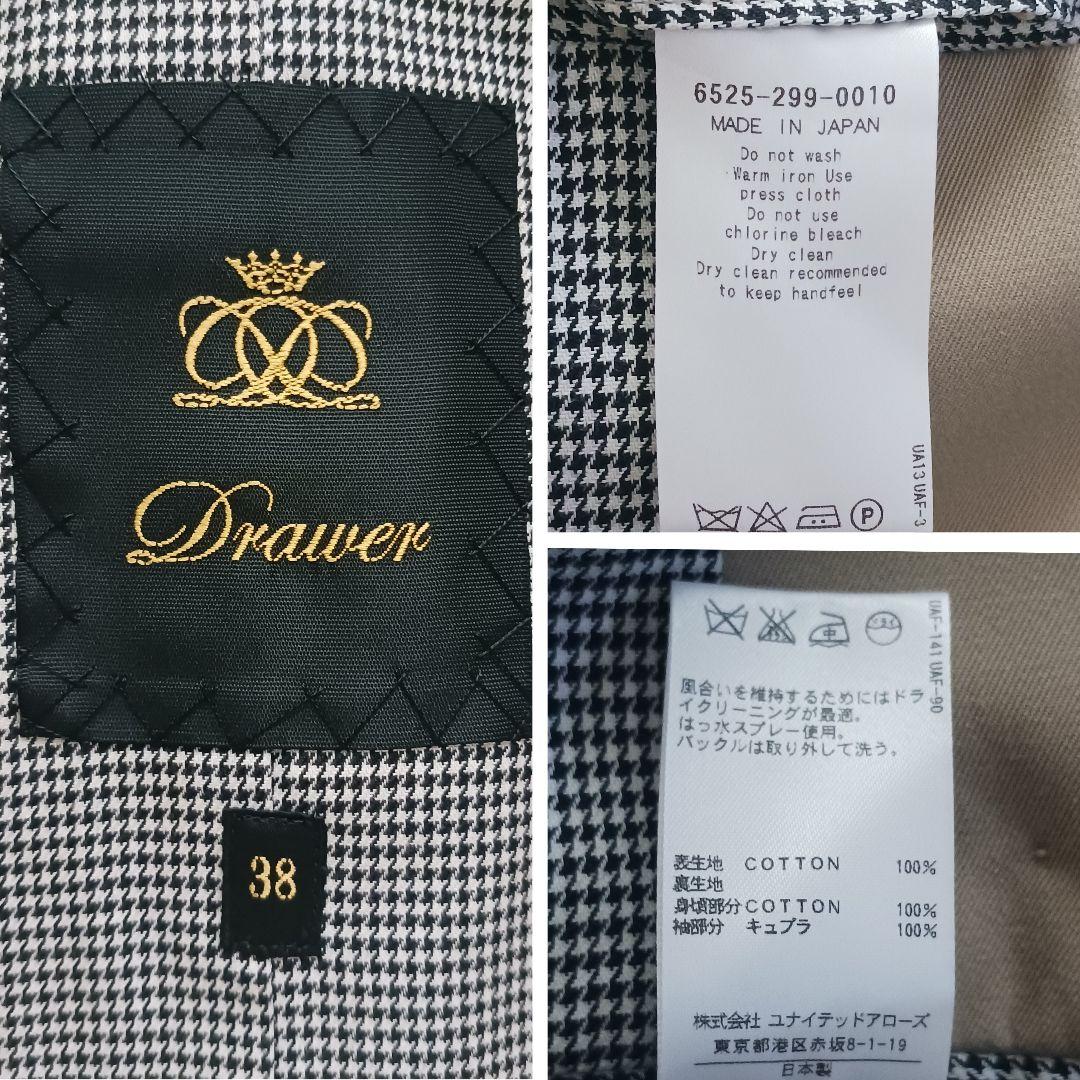 Drawer
38
6525-299-0010
MADE IN JAPAN
Do not wash
Warm iron Use
press cloth
Do not use
chlorine bleach
Dry clean
Dry clean recommended
to keep handfeel
UA13 UAF-3
P
UAF-141 UAF-90
中
ドライ
風合いを維持するためにはドラ
イクリーニングが最適。
はっ水スプレー使用。
バックルは取り外して洗う。
表生地 COTTON 100%
裏生地
身頃部分 COTTON 100%
袖部分 キュプラ 100%
株式会社 ユナイテッドアローズ
東京都港区赤坂8-1-19
日本製